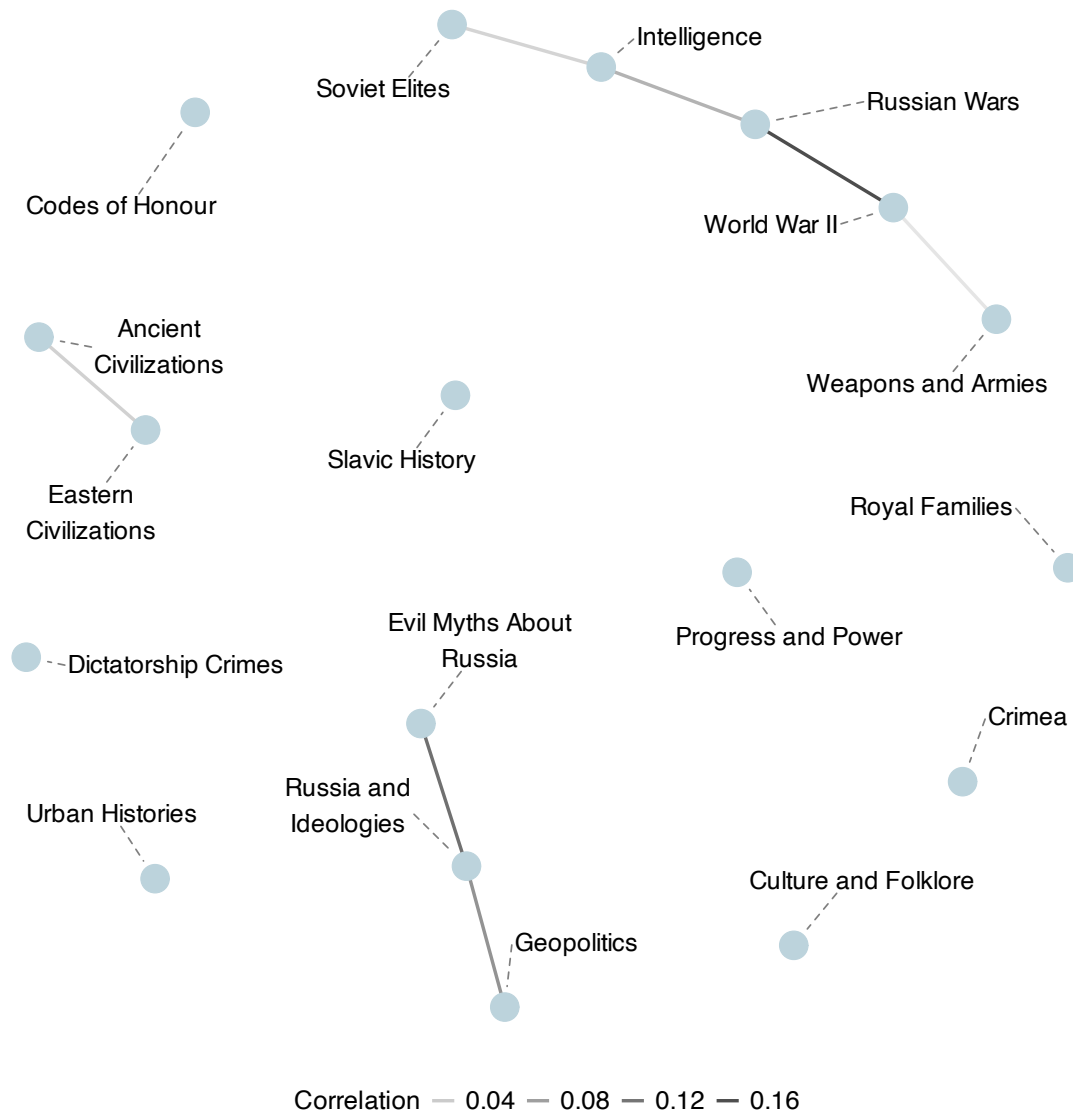 Intelligence
Soviet Elites
Russian Wars
Codes of Honour
World War II
Ancient
Civilizations
Weapons and Armies
Slavic History
Eastern
Civilizations
Royal Families
Evil Myths About
Russia
Progress and Power
Dictatorship Crimes
Crimea
Russia and
Ideologies
Urban Histories
Culture and Folklore
Geopolitics
Correlation 0.04 0.08 0.12 0.16